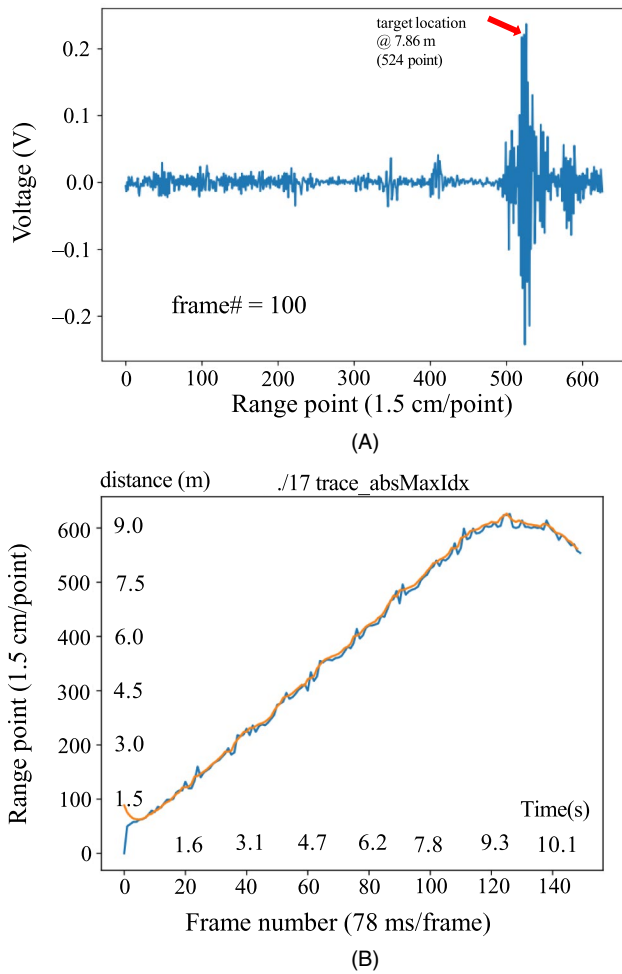 target location
@ 7.86 m
(524 point)
0.2
0.1
0.0
–0.1
–0.2
Voltage (V)
frame# = 100
0 100 200 300 400 500 600
Range point (1.5 cm/point)
(A)
distance (m) ./17 trace_absMaxIdx
600 9.0
500 7.5
400 6.0
300 4.5
200 3.0
100 1.5
0
Range point (1.5 cm/point)
Time(s)
1.6 3.1 4.7 6.2 7.8 9.3 10.1
0 20 40 60 80 100 120 140
Frame number (78 ms/frame)
(B)